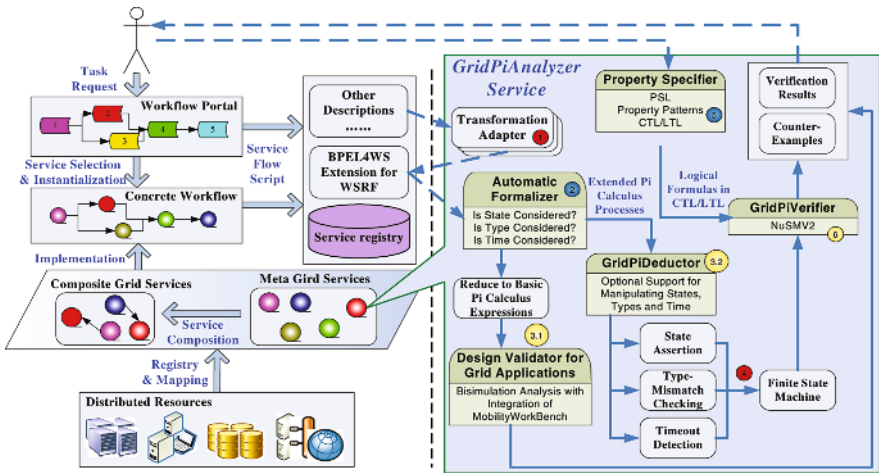 Task
Request
Workflow Portal
1
2
3
4
5
Service Selection
& Instantialization
Concrete Workflow
Implementation
Service
Flow
Script
Other
Descriptions
......
BPEL4WS
Extension for
WSRF
Service registry
Composite Grid Services
Meta Gird Services
Service
Composition
Registry
& Mapping
Distributed Resources
GridPiAnalyzer
Service
Transformation
Adapter
1
Property Specifier
PSL
Property Patterns
CTL/LTL
Verification
Results
Counter-
Examples
Automatic
Formalizer
2
Is State Considered?
Is Type Considered?
Is Time Considered?
Extended Pi
Calculus
Processes
Logical
Formulas in
CTL/LTL
GridPiVerifier
NuSMV2
6
GridPiDeductor
3.2
Optional Support for
Manipulating States,
Types and Time
Reduce to Basic
Pi Calculus
Expressions
3.1
Design Validator for
Grid Applications
Bisimulation Analysis with
Integration of
MobilityWorkBench
State
Assertion
Type-
Mismatch
Checking
Timeout
Detection
4
Finite State
Machine